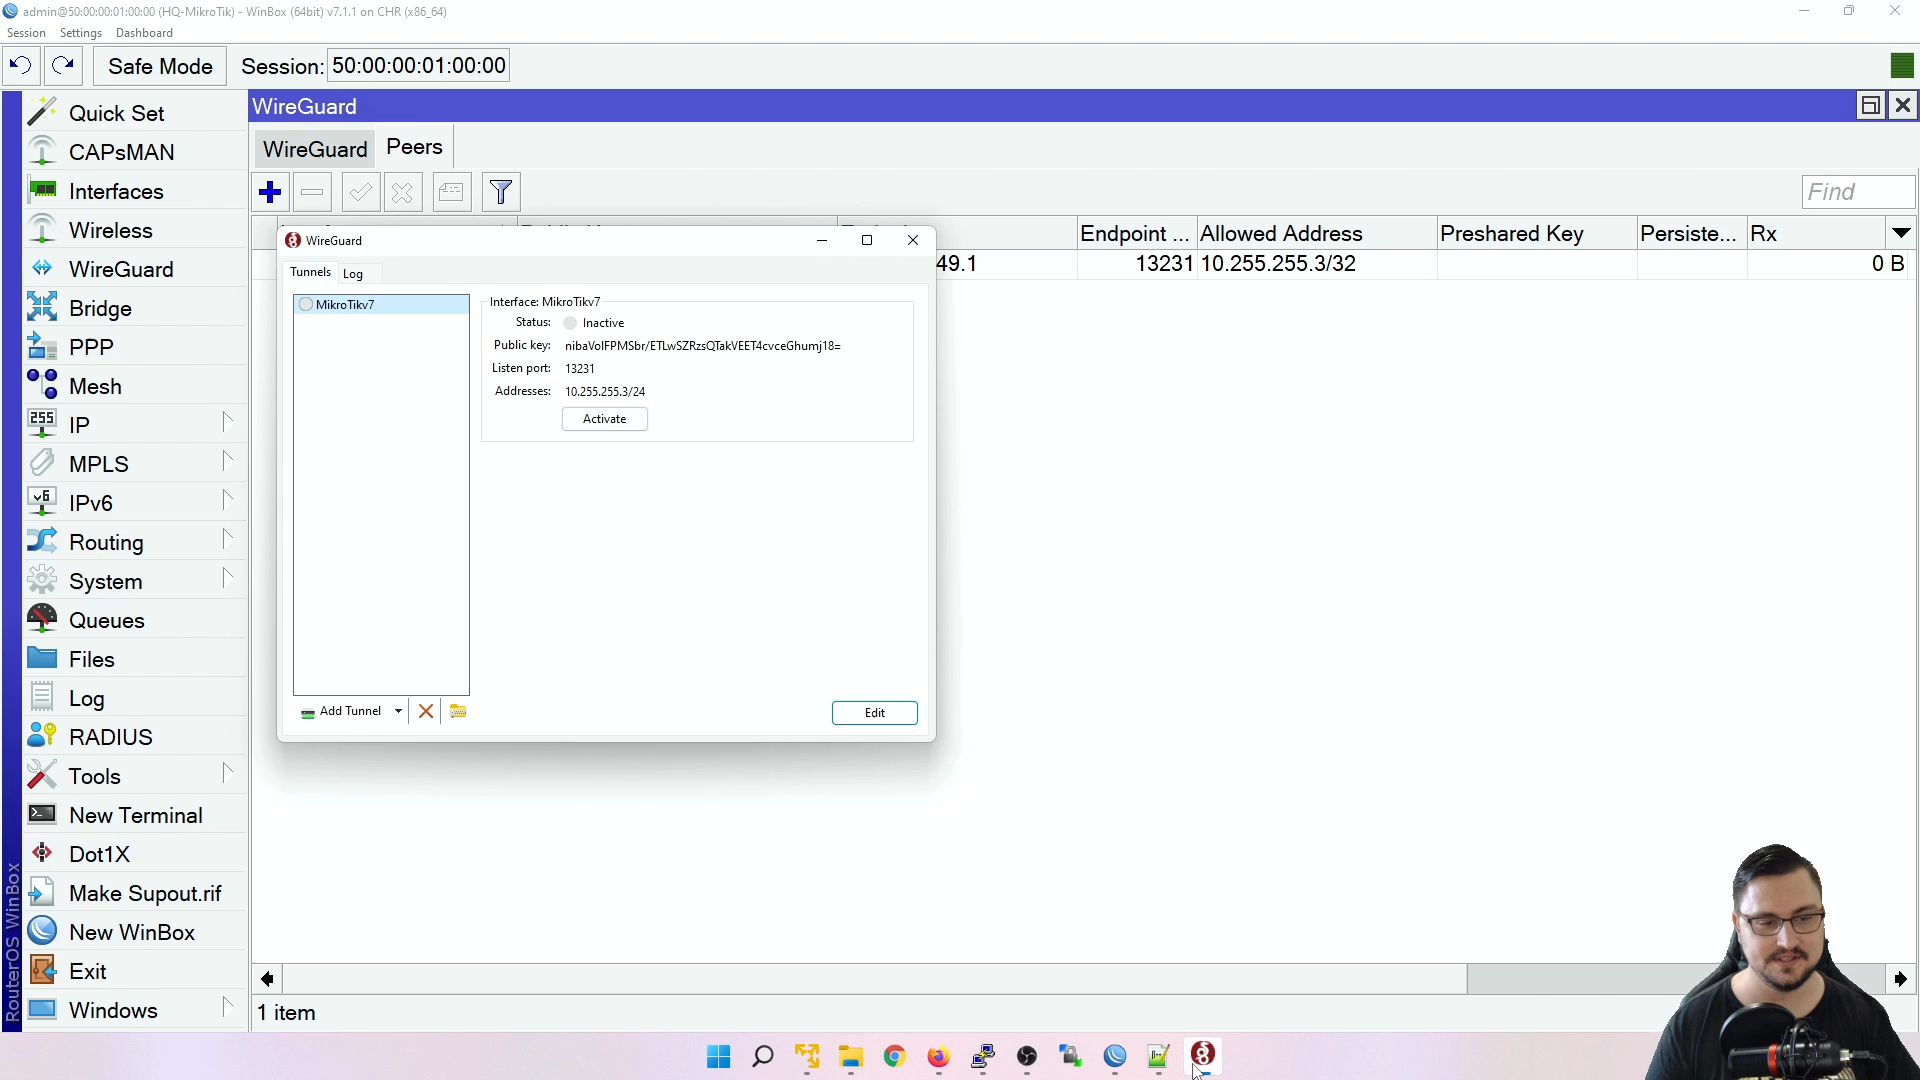 admin@50:00:00:01:00:00 (HQ-MikroTik) - WinBox (64bit) v7.1.1 on CHR (x86_64)
Session Settings Dashboard
Safe Mode Session: 50:00:00:01:00:00
Quick Set
CAPsMAN
Interfaces
Wireless
WireGuard
Bridge
PPP
Mesh
IP
MPLS
IPv6
Routing
System
Queues
Files
Log
RADIUS
Tools
New Terminal
Dot1X
Make Supout.rif
New WinBox
Exit
Windows
RouterOS WinBox
WireGuard
WireGuard Peers
Find
Endpoint ... Allowed Address Preshared Key Persiste... Rx
49.1 13231 10.255.255.3/32 0 B
WireGuard
Tunnels Log
MikroTikv7
Interface: MikroTikv7
Status: Inactive
Public key: nibaVolFPMSbr/ETLwSZRzsQTakVEET4cvceGhumj18=
Listen port: 13231
Addresses: 10.255.255.3/24
Activate
Add Tunnel
Edit
1 item